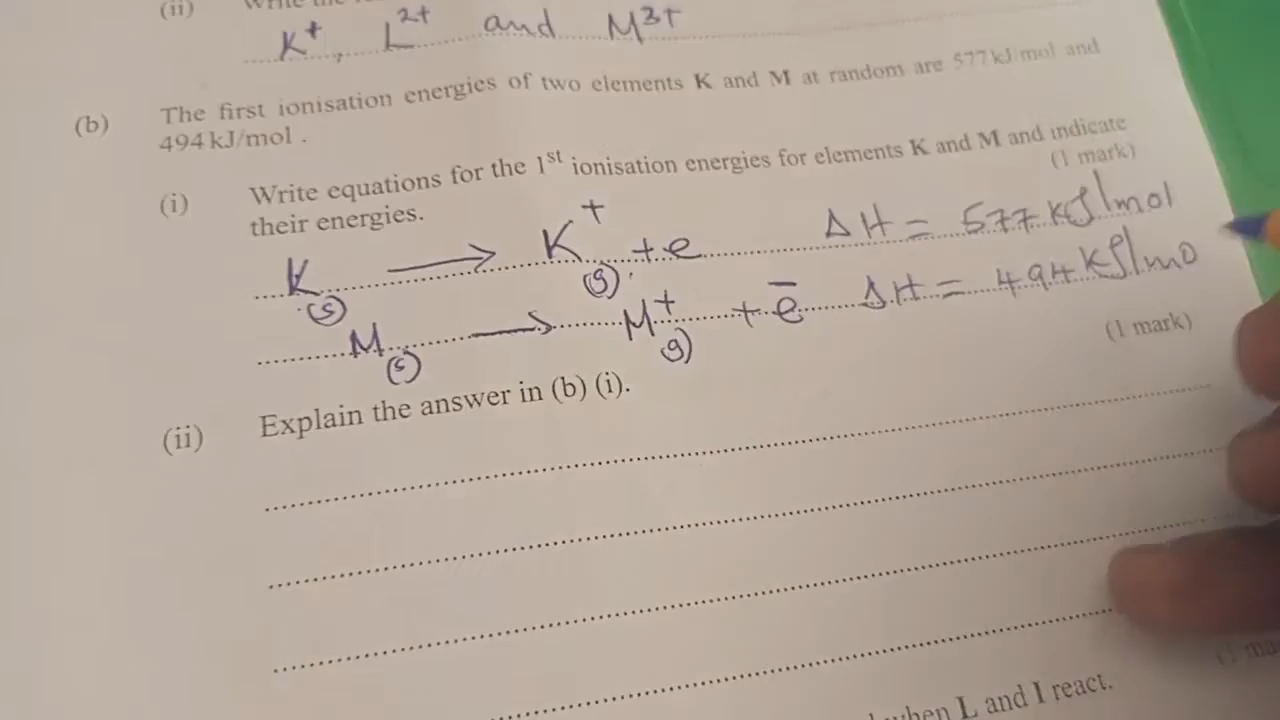 (ii)
K⁺, L²⁺ and M³⁺
(b) The first ionisation energies of two elements K and M at random are 577 kJ/mol and
494 kJ/mol .
(i) Write equations for the 1st ionisation energies for elements K and M and indicate
their energies. (1 mark)
K(s) → K⁺(g) + e ΔH = 577 KJ/mol
M(s) → M⁺(g) + ē ΔH = 494 KJ/mo
(ii) Explain the answer in (b) (i). (1 mark)
when L and I react.